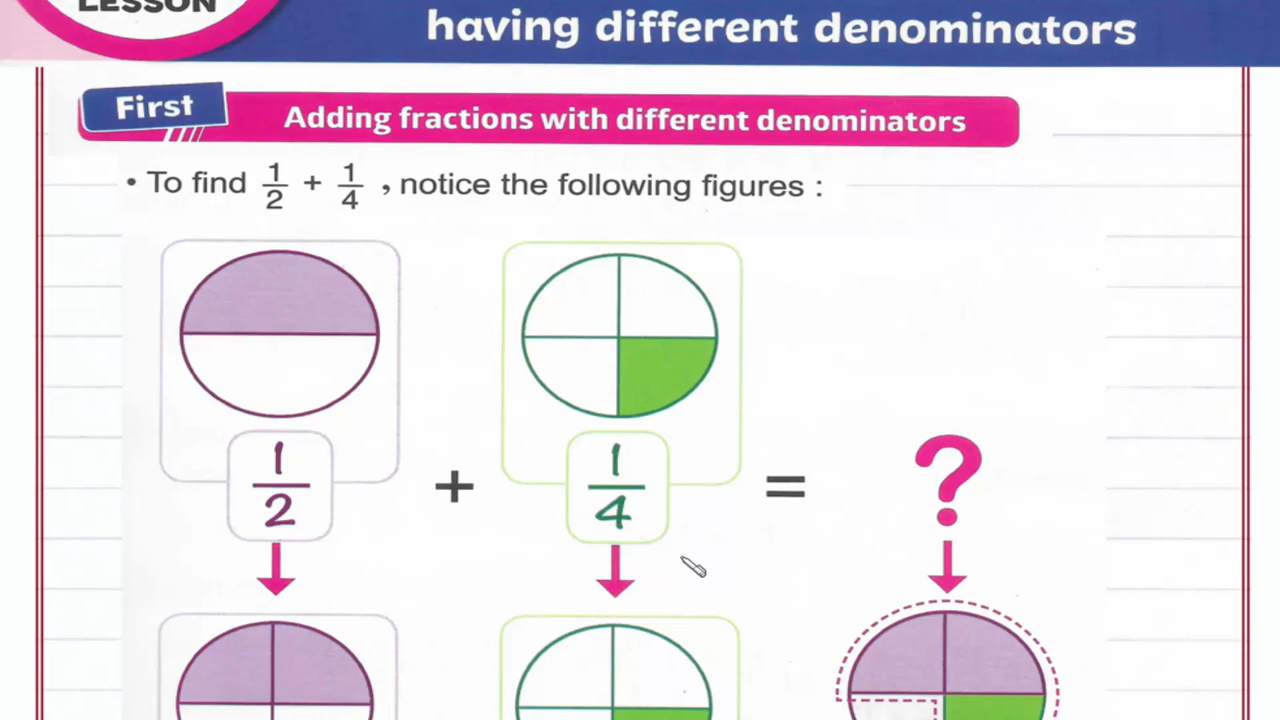 LESSON
having different denominators
First
Adding fractions with different denominators
• To find 1/2 + 1/4 , notice the following figures :
1/2 + 1/4 = ?